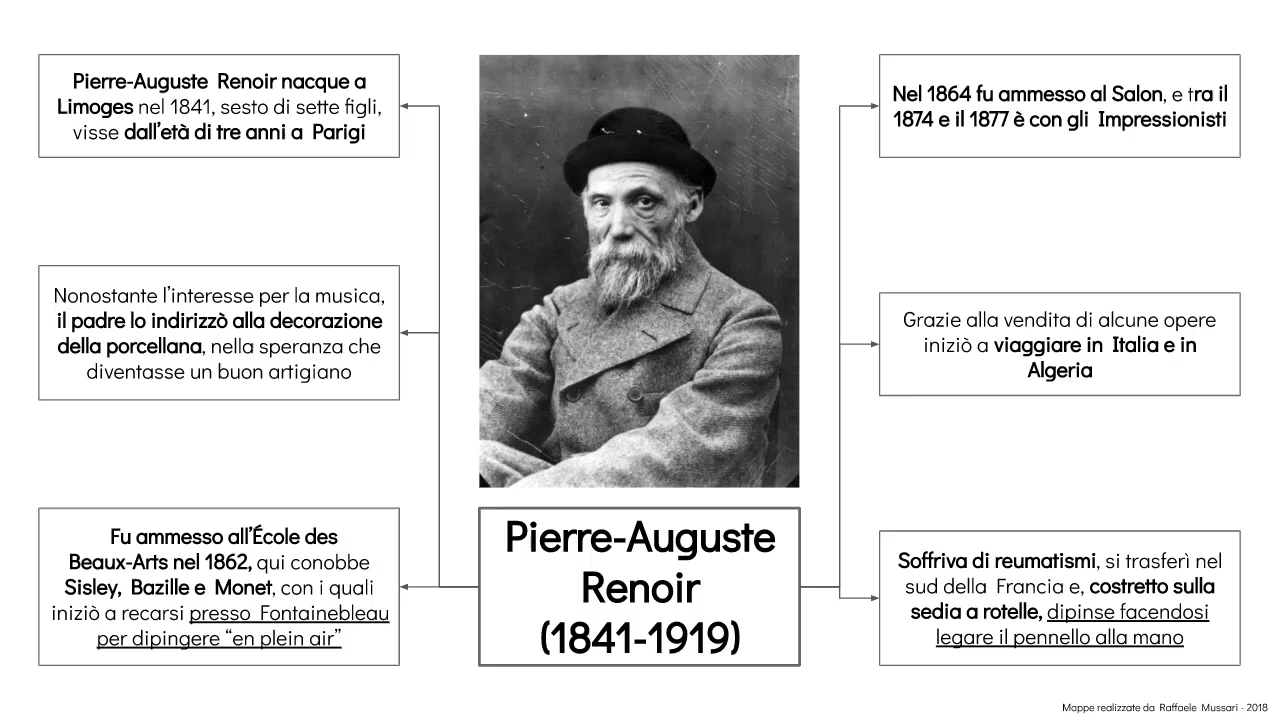 Pierre-Auguste Renoir nacque a
Limoges nel 1841, sesto di sette figli,
visse dall'età di tre anni a Parigi
Nonostante l'interesse per la musica,
il padre lo indirizzò alla decorazione
della porcellana, nella speranza che
diventasse un buon artigiano
Fu ammesso all'École des
Beaux-Arts nel 1862, qui conobbe
Sisley, Bazille e Monet, con i quali
iniziò a recarsi presso Fontainebleau
per dipingere “en plein air”
Pierre-Auguste
Renoir
(1841-1919)
Nel 1864 fu ammesso al Salon, e tra il
1874 e il 1877 è con gli Impressionisti
Grazie alla vendita di alcune opere
iniziò a viaggiare in Italia e in
Algeria
Soffriva di reumatismi, si trasferì nel
sud della Francia e, costretto sulla
sedia a rotelle, dipinse facendosi
legare il pennello alla mano
Mappe realizzate da Raffaele Mussari - 2018